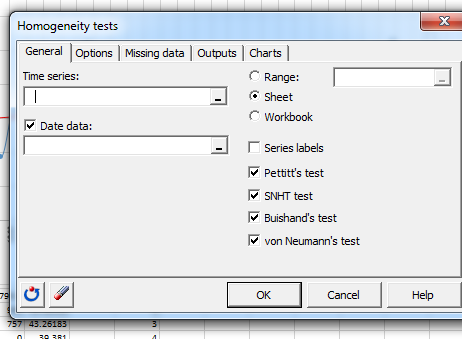 Homogeneity tests
General Options Missing data Outputs Charts
Time series:
Range:
Sheet
Workbook
Date data:
Series labels
Pettitt's test
SNHT test
Buishand's test
von Neumann's test
OK Cancel Help
79
757 43.26183 3
0 39.381 4